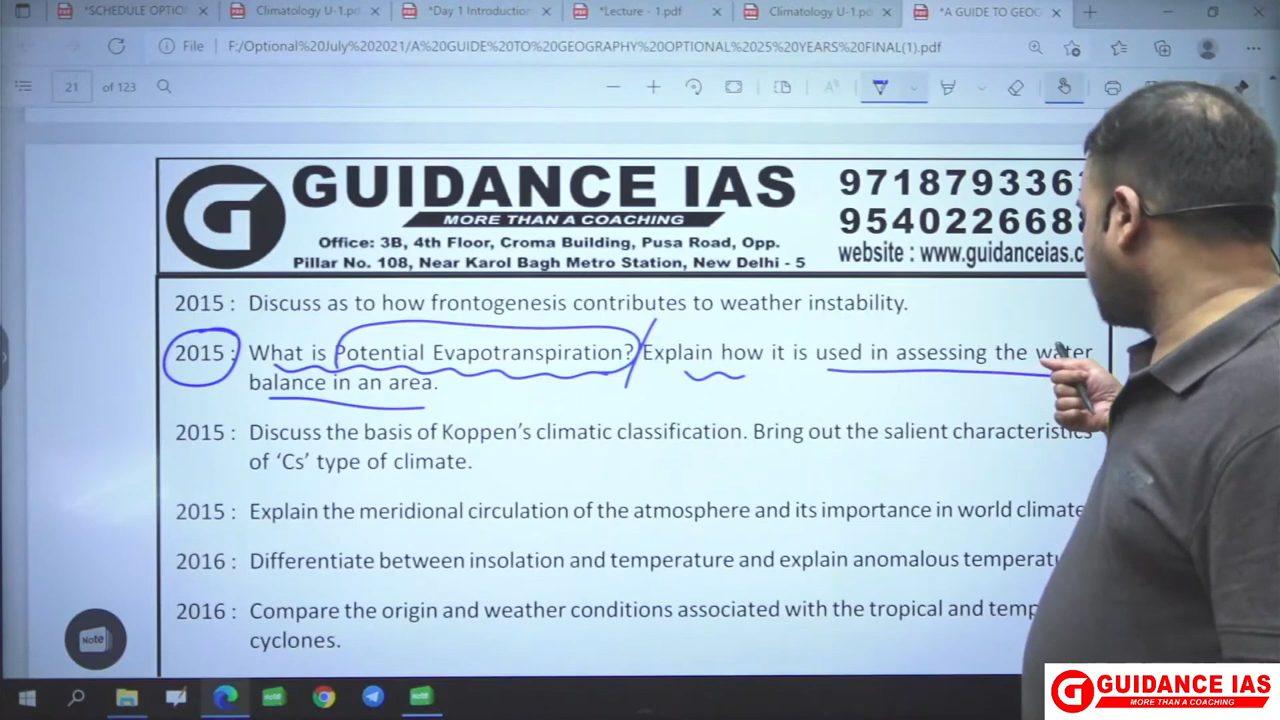 *SCHEDULE OPTIO
Climatology U-1.pd
*Day 1 Introduction
*Lecture - 1.pdf
Climatology U-1.pd
*A GUIDE TO GEOG
File
F:/Optional%20July%202021/A%20GUIDE%20TO%20GEOGRAPHY%20OPTIONAL%2025%20YEARS%20FINAL(1).pdf
21 of 123
G GUIDANCE IAS
MORE THAN A COACHING
Office: 3B, 4th Floor, Croma Building, Pusa Road, Opp.
Pillar No. 108, Near Karol Bagh Metro Station, New Delhi - 5
971879336
954022668
website : www.guidanceias.c
2015 : Discuss as to how frontogenesis contributes to weather instability.
2015 : What is Potential Evapotranspiration? Explain how it is used in assessing the water
balance in an area.
2015 : Discuss the basis of Koppen's climatic classification. Bring out the salient characteristics
of 'Cs' type of climate.
2015 : Explain the meridional circulation of the atmosphere and its importance in world climate
2016 : Differentiate between insolation and temperature and explain anomalous temperatu
2016 : Compare the origin and weather conditions associated with the tropical and temp
cyclones.
Note
note
note
G GUIDANCE IAS
MORE THAN A COACHING